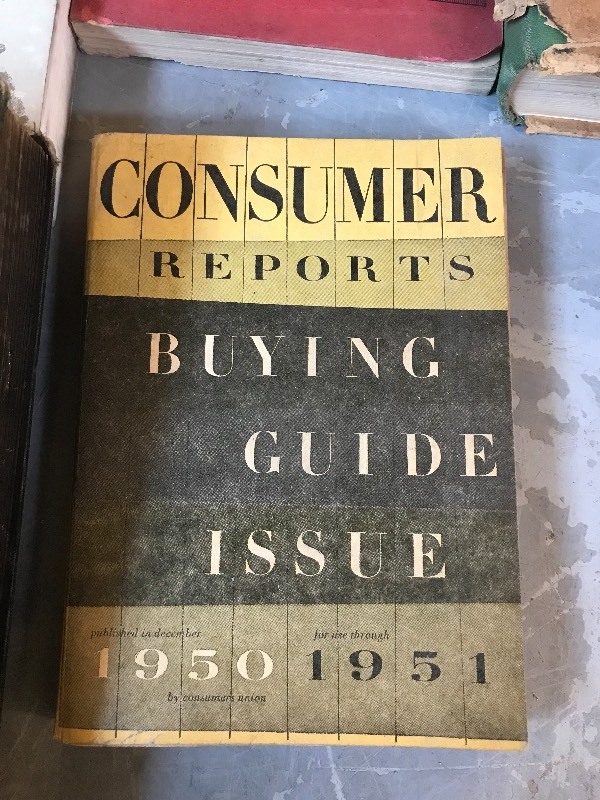 CONSUMER
REPORTS
BUYING
GUIDE
ISSUE
published in december
for use through
1950 1951
by consumers union